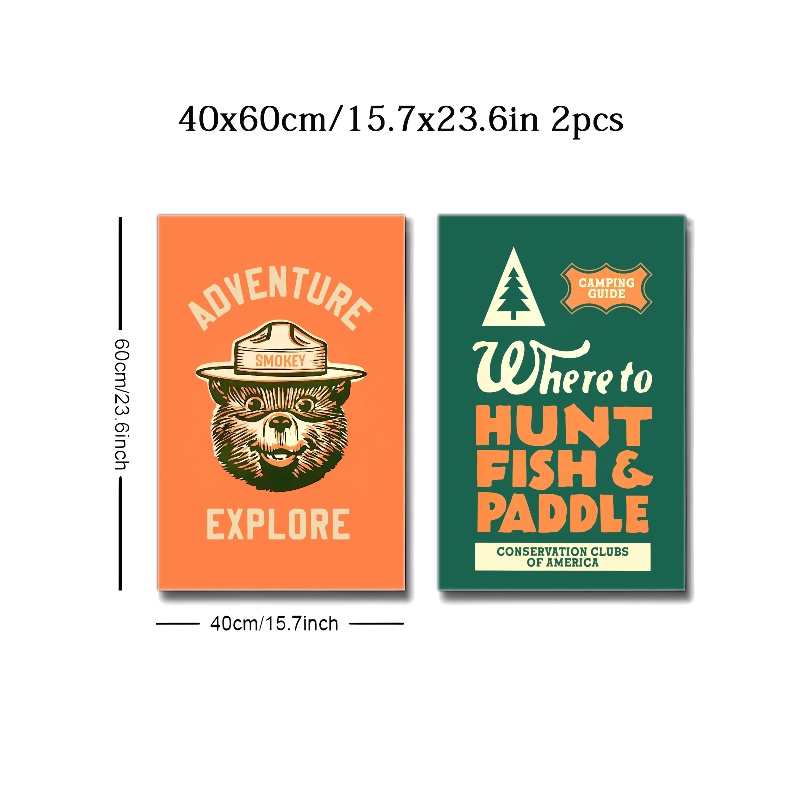 40x60cm/15.7x23.6in 2pcs
60cm/23.6inch
ADVENTURE
SMOKEY
EXPLORE
40cm/15.7inch
CAMPING
GUIDE
Where to
HUNT
FISH &
PADDLE
CONSERVATION CLUBS
OF AMERICA